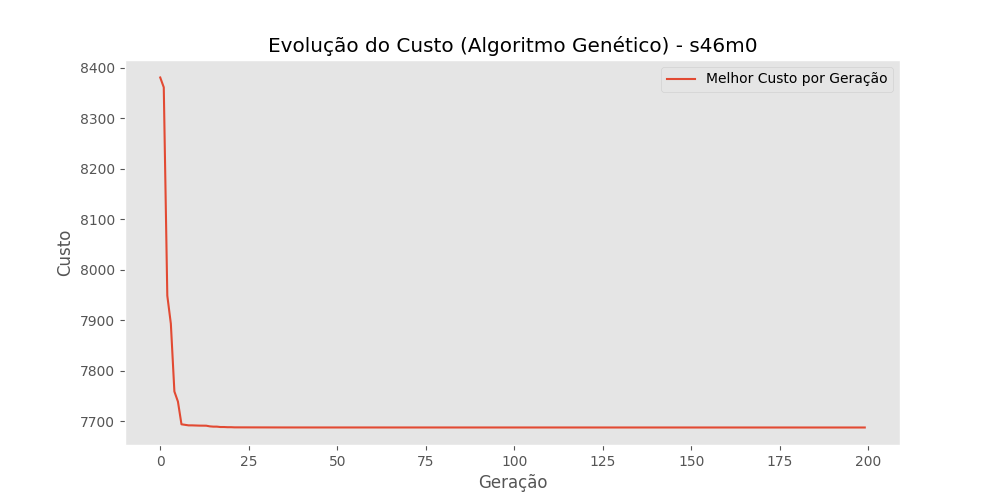 Evolução do Custo (Algoritmo Genético) - s46m0
Melhor Custo por Geração
8400
8300
8200
8100
8000
7900
7800
7700
Custo
0 25 50 75 100 125 150 175 200
Geração